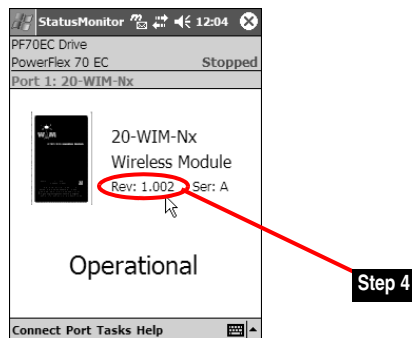 StatusMonitor 12:04
PF70EC Drive
PowerFlex 70 EC Stopped
Port 1: 20-WIM-Nx
20-WIM-Nx
Wireless Module
Rev: 1.002 Ser: A
Operational
Step 4
Connect Port Tasks Help